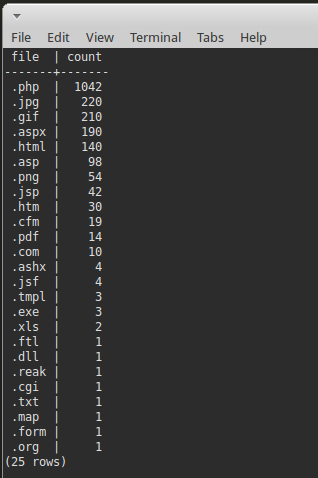 File Edit View Terminal Tabs Help
file | count
-------+-------
.php | 1042
.jpg | 220
.gif | 210
.aspx | 190
.html | 140
.asp | 98
.png | 54
.jsp | 42
.htm | 30
.cfm | 19
.pdf | 14
.com | 10
.ashx | 4
.jsf | 4
.tmpl | 3
.exe | 3
.xls | 2
.ftl | 1
.dll | 1
.reak | 1
.cgi | 1
.txt | 1
.map | 1
.form | 1
.org | 1
(25 rows)